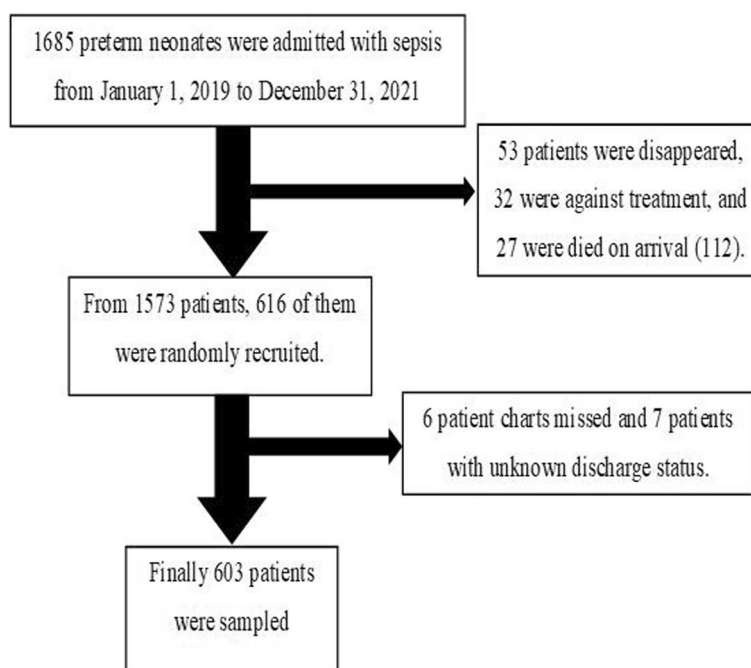 1685 preterm neonates were admitted with sepsis
from January 1, 2019 to December 31, 2021
53 patients were disappeared,
32 were against treatment, and
27 were died on arrival (112).
From 1573 patients, 616 of them
were randomly recruited.
6 patient charts missed and 7 patients
with unknown discharge status.
Finally 603 patients
were sampled